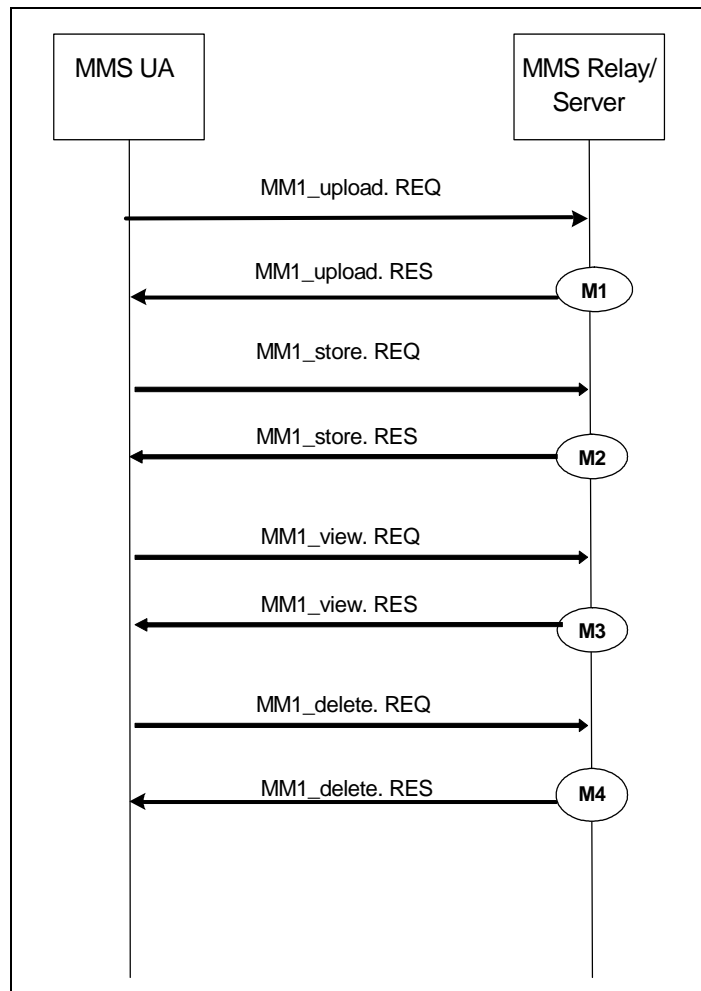 MMS UA
MMS Relay/
Server
MM1_upload. REQ
MM1_upload. RES
M1
MM1_store. REQ
MM1_store. RES
M2
MM1_view. REQ
MM1_view. RES
M3
MM1_delete. REQ
MM1_delete. RES
M4